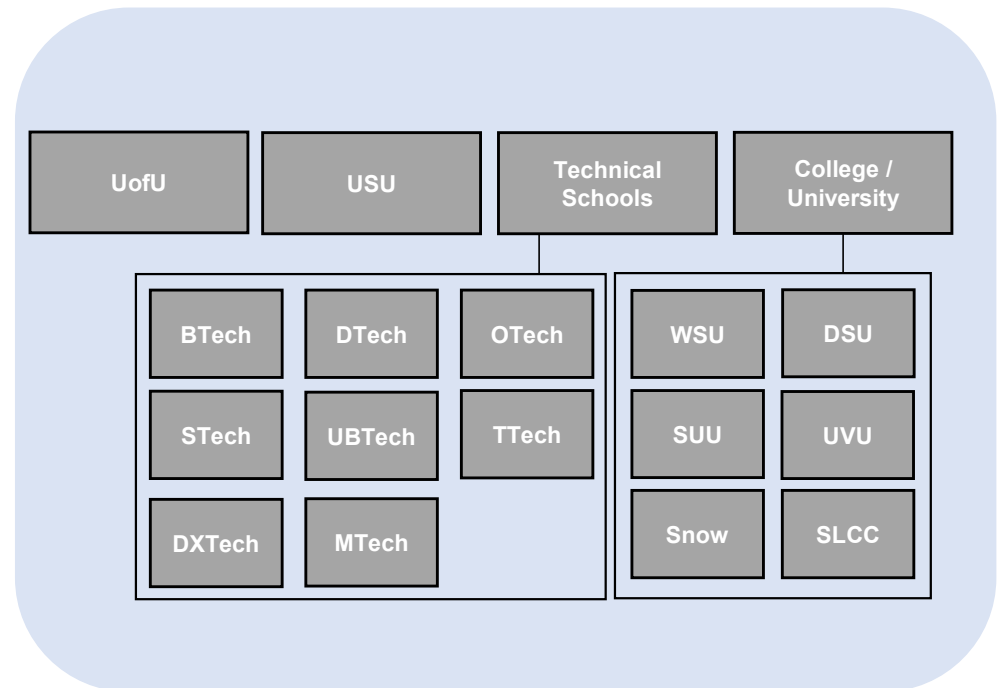 UofU
USU
Technical
Schools
College /
University
BTech
DTech
OTech
STech
UBTech
TTech
DXTech
MTech
WSU
DSU
SUU
UVU
Snow
SLCC